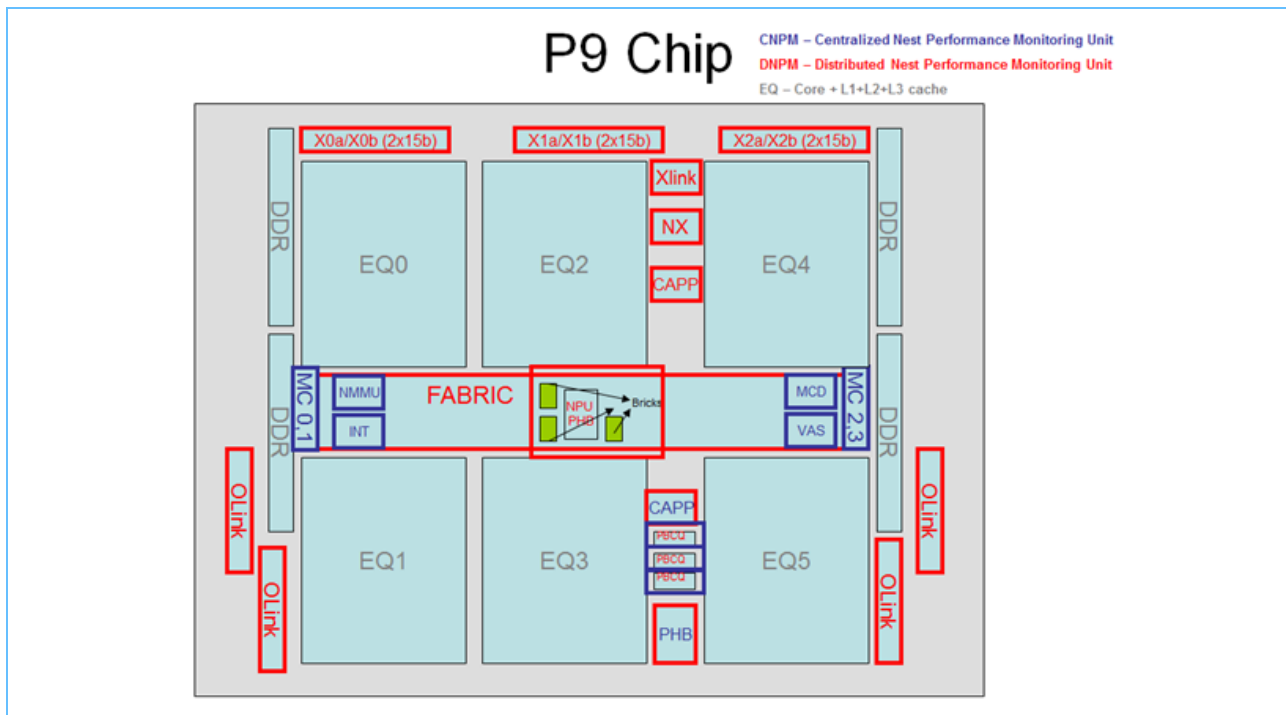 P9 Chip
CNPM – Centralized Nest Performance Monitoring Unit
DNPM – Distributed Nest Performance Monitoring Unit
EQ – Core + L1+L2+L3 cache
X0a/X0b (2x15b)
X1a/X1b (2x15b)
X2a/X2b (2x15b)
DDR
EQ0
EQ2
Xlink
NX
CAPP
EQ4
DDR
MC 0,1
NMMU
INT
FABRIC
NPU
PHB
Bricks
MCD
VAS
MC 2,3
DDR
DDR
OLink
OLink
EQ1
EQ3
CAPP
PBCQ
PBCQ
PBCQ
PHB
EQ5
OLink
OLink